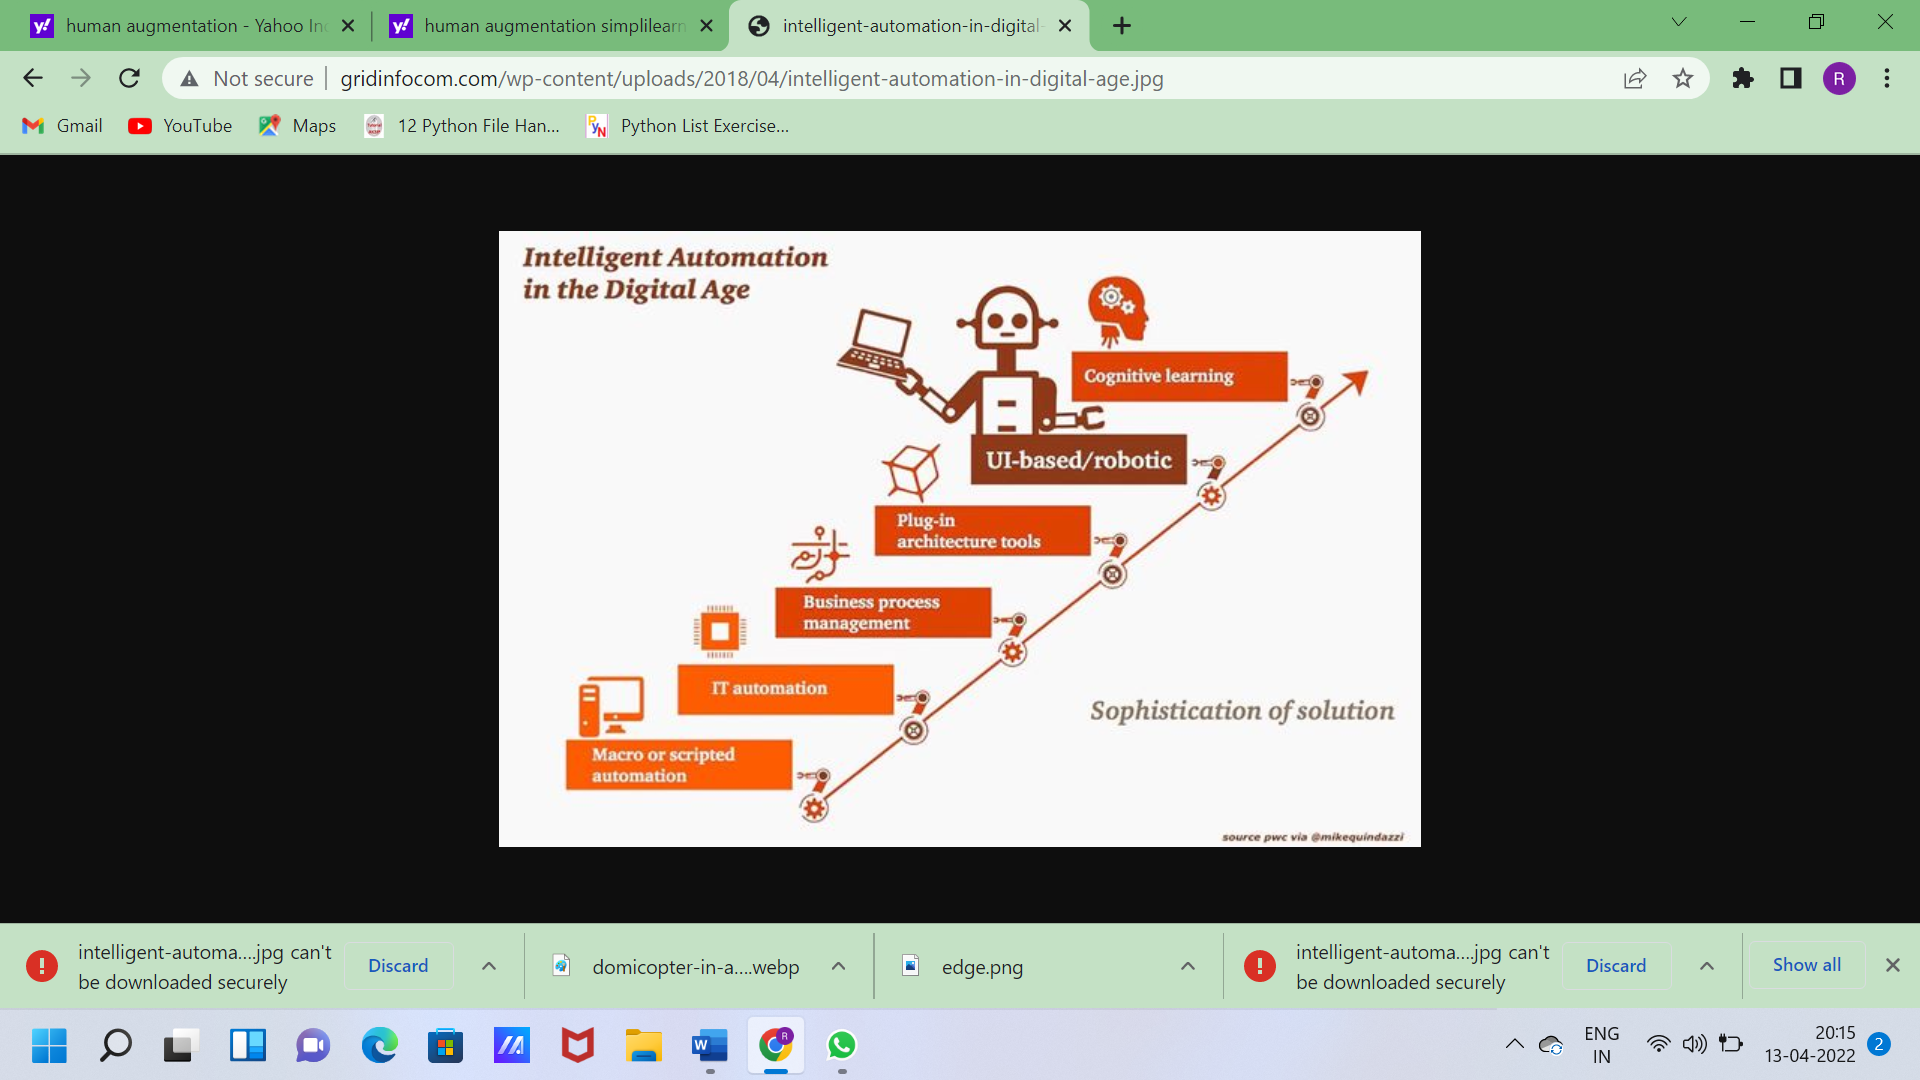 human augmentation - Yahoo In
human augmentation simplilearn
intelligent-automation-in-digital-
Not secure
gridinfocom.com/wp-content/uploads/2018/04/intelligent-automation-in-digital-age.jpg
R
Gmail
YouTube
Maps
12 Python File Han...
Python List Exercise...
Intelligent Automation
in the Digital Age
Cognitive learning
UI-based/robotic
Plug-in
architecture tools
Business process
management
IT automation
Sophistication of solution
Macro or scripted
automation
source pwc via @mikequindazzi
intelligent-automa....jpg can't
be downloaded securely
Discard
domicopter-in-a....webp
edge.png
intelligent-automa....jpg can't
be downloaded securely
Discard
Show all
ENG
IN
20:15
13-04-2022
2